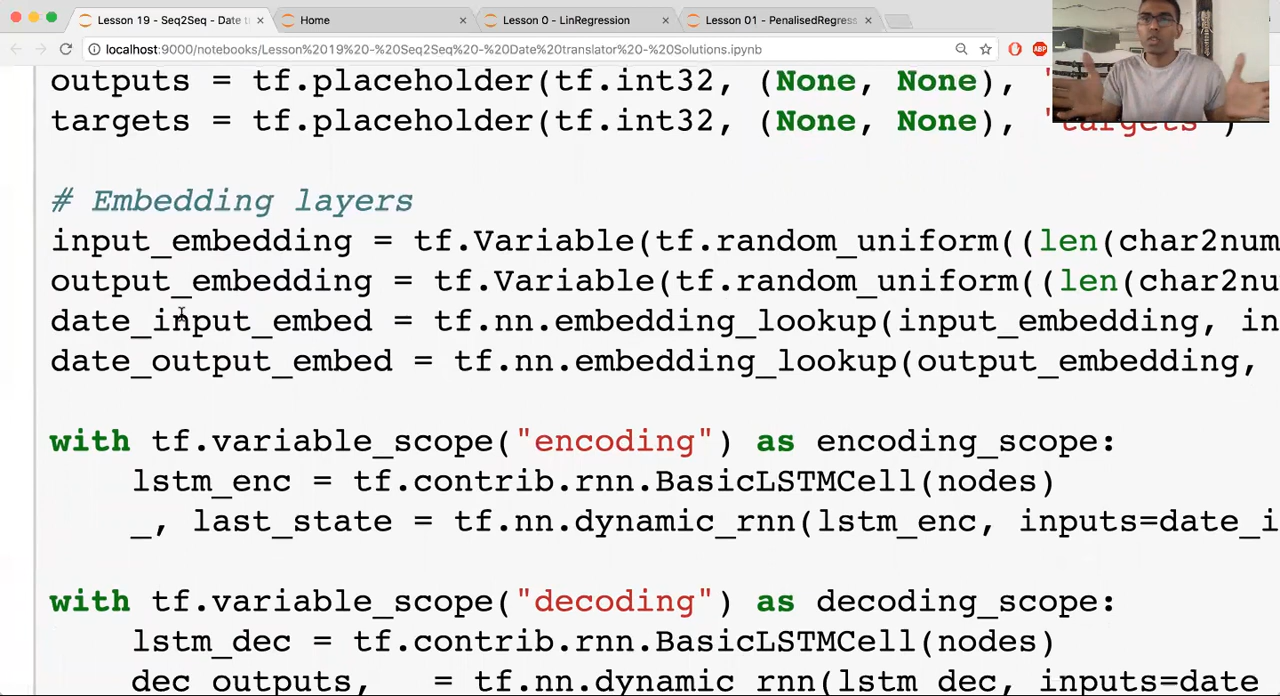 Lesson 19 - Seq2Seq - Date t
Home
Lesson 0 - LinRegression
Lesson 01 - PenalisedRegress
localhost:9000/notebooks/Lesson%2019%20-%20Seq2Seq%20-%20Date%20translator%20-%20Solutions.ipynb
ABP
outputs = tf.placeholder(tf.int32, (None, None), "
targets = tf.placeholder(tf.int32, (None, None), "targets")
# Embedding layers
input_embedding = tf.Variable(tf.random_uniform((len(char2num
output_embedding = tf.Variable(tf.random_uniform((len(char2nu
date_input_embed = tf.nn.embedding_lookup(input_embedding, in
date_output_embed = tf.nn.embedding_lookup(output_embedding,
with tf.variable_scope("encoding") as encoding_scope:
lstm_enc = tf.contrib.rnn.BasicLSTMCell(nodes)
_, last_state = tf.nn.dynamic_rnn(lstm_enc, inputs=date_i
with tf.variable_scope("decoding") as decoding_scope:
lstm_dec = tf.contrib.rnn.BasicLSTMCell(nodes)
dec_outputs, _ = tf.nn.dynamic_rnn(lstm_dec, inputs=date_